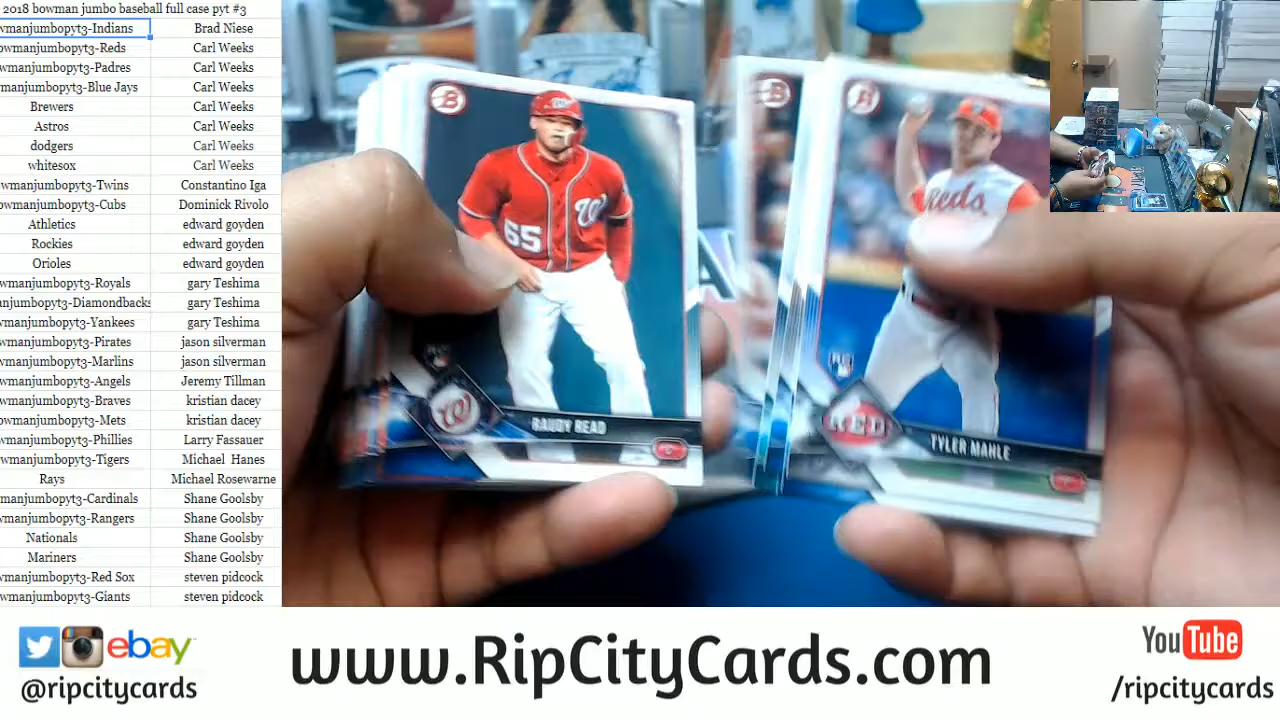 2018 bowman jumbo baseball full case pyt #3
wmanjumbopyt3-Indians Brad Niese
owmanjumbopyt3-Reds Carl Weeks
wmanjumbopyt3-Padres Carl Weeks
manjumbopyt3-Blue Jays Carl Weeks
Brewers Carl Weeks
Astros Carl Weeks
dodgers Carl Weeks
whitesox Carl Weeks
owmanjumbopyt3-Twins Constantino Iga
owmanjumbopyt3-Cubs Dominick Rivolo
Athletics edward goyden
Rockies edward goyden
Orioles edward goyden
wmanjumbopyt3-Royals gary Teshima
anjumbopyt3-Diamondbacks gary Teshima
wmanjumbopyt3-Yankees gary Teshima
wmanjumbopyt3-Pirates jason silverman
wmanjumbopyt3-Marlins jason silverman
wmanjumbopyt3-Angels Jeremy Tillman
wmanjumbopyt3-Braves kristian dacey
owmanjumbopyt3-Mets kristian dacey
wmanjumbopyt3-Phillies Larry Fassauer
wmanjumbopyt3-Tigers Michael Hanes
Rays Michael Rosewarne
manjumbopyt3-Cardinals Shane Goolsby
wmanjumbopyt3-Rangers Shane Goolsby
Nationals Shane Goolsby
Mariners Shane Goolsby
wmanjumbopyt3-Red Sox steven pidcock
wmanjumbopyt3-Giants steven pidcock
B
W
65
RC
W
RAUDY READ
B
B
Reds
RC
REDS
TYLER MAHLE
ebay
@ripcitycards
www.RipCityCards.com
YouTube
/ripcitycards